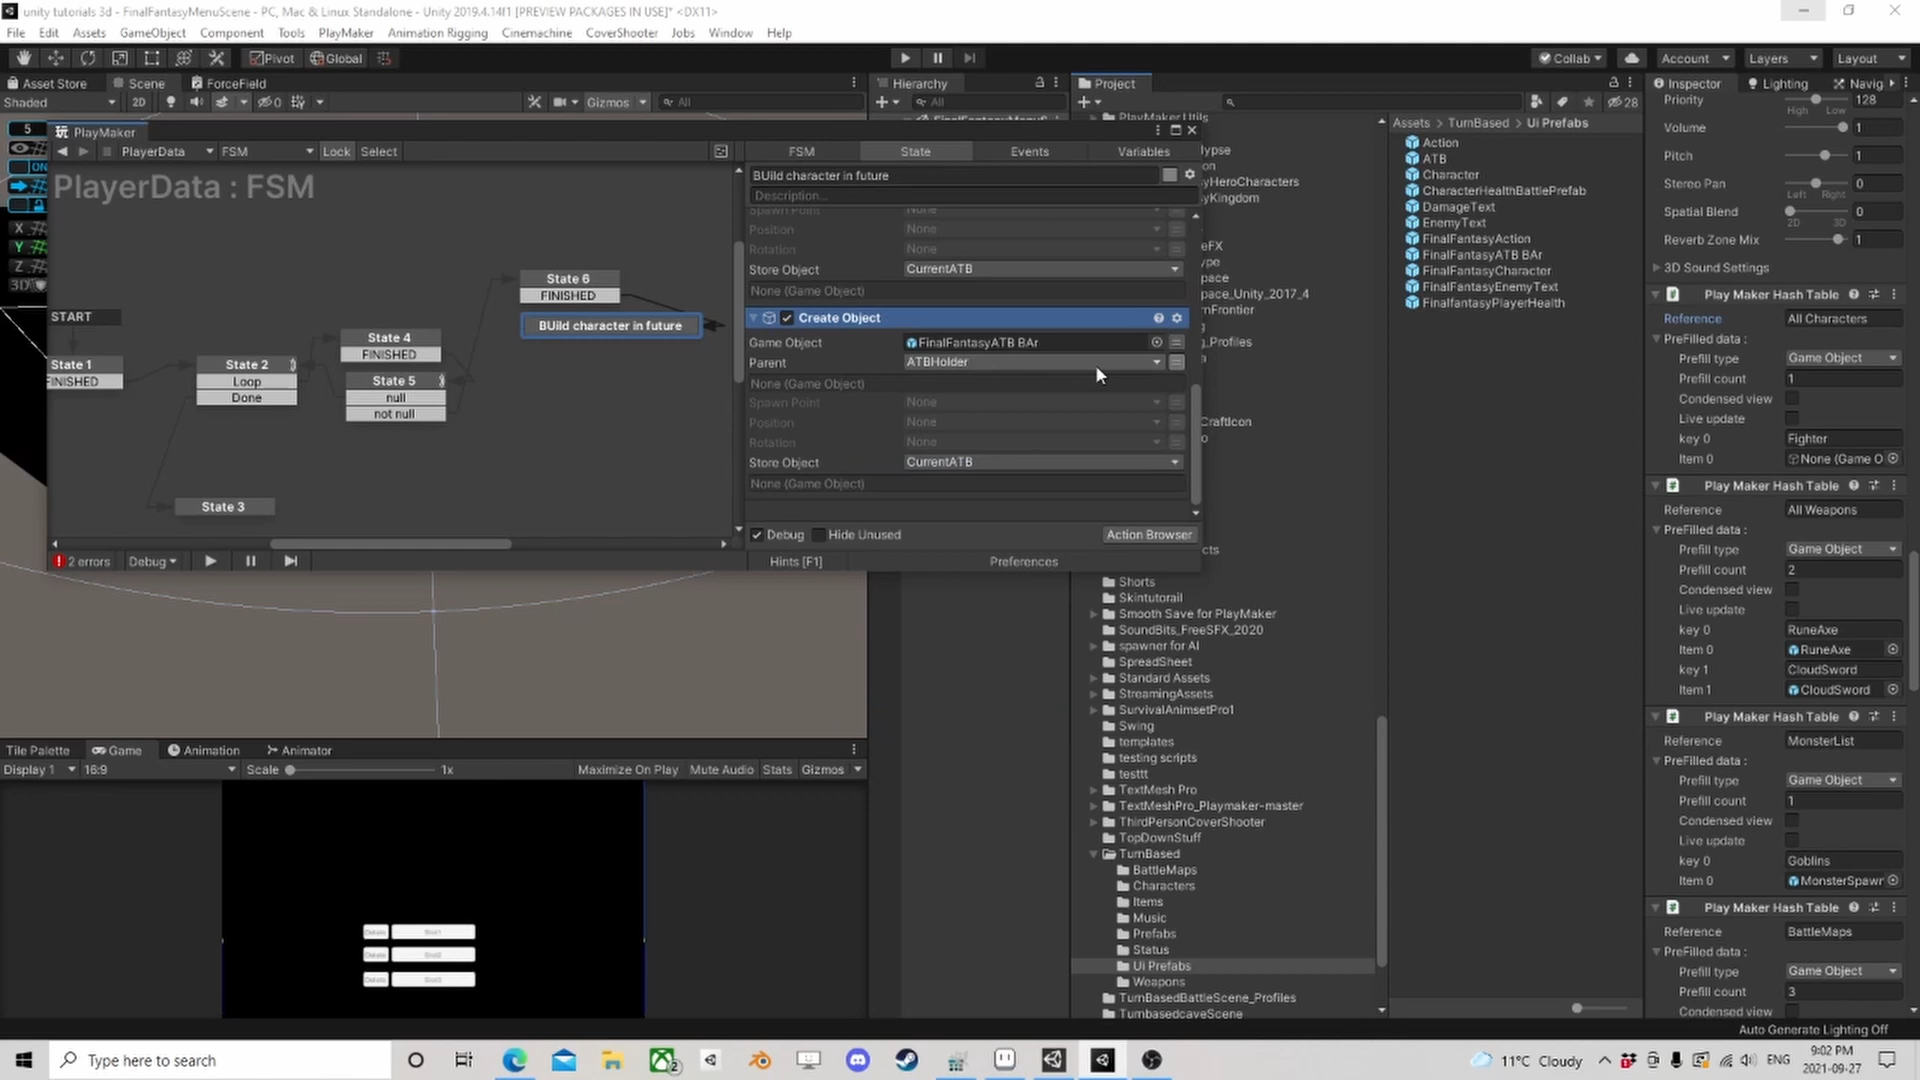 unity tutorials 3d - FinalFantasyMenuScene - PC, Mac & Linux Standalone - Unity 2019.4.14f1 [PREVIEW PACKAGES IN USE]* <DX11>
File Edit Assets GameObject Component Tools PlayMaker Animation Rigging Cinemachine CoverShooter Jobs Window Help
Pivot Global Collab Account Layers Layout
Asset Store Scene ForceField
Shaded 2D 0 Gizmos All
PlayMaker
PlayerData FSM Lock Select
PlayerData : FSM
START
State 1
FINISHED
State 2
Loop
Done
State 3
State 4
FINISHED
State 5
null
not null
State 6
FINISHED
BUild character in future
2 errors Debug
FSM State Events Variables
BUild character in future
Description...
Spawn Point None
Position None
Rotation None
Store Object CurrentATB
None (Game Object)
Create Object
Game Object FinalFantasyATB BAr
Parent ATBHolder
None (Game Object)
Spawn Point None
Position None
Rotation None
Store Object CurrentATB
None (Game Object)
Debug Hide Unused Action Browser
Hints [F1] Preferences
5
ON
X
Y
Z
3D
Tile Palette Game Animation Animator
Display 1 16:9 Scale 1x Maximize On Play Mute Audio Stats Gizmos
Hierarchy
All
Project
28
PlayMaker Utils
lypse
on
yHeroCharacters
yKingdom
eFX
ype
space
pace_Unity_2017_4
mFrontier
g_Profiles
CraftIcon
o
cts
Shorts
Skintutorail
Smooth Save for PlayMaker
SoundBits_FreeSFX_2020
spawner for AI
SpreadSheet
Standard Assets
StreamingAssets
SurvivalAnimsetPro1
Swing
templates
testing scripts
testtt
TextMesh Pro
TextMeshPro_Playmaker-master
ThirdPersonCoverShooter
TopDownStuff
TurnBased
BattleMaps
Characters
Items
Music
Prefabs
Status
Ui Prefabs
Weapons
TurnBasedBattleScene_Profiles
TurnbasedcaveScene
Assets > TurnBased > Ui Prefabs
Action
ATB
Character
CharacterHealthBattlePrefab
DamageText
EnemyText
FinalFantasyAction
FinalFantasyATB BAr
FinalFantasyCharacter
FinalFantasyEnemyText
FinalfantasyPlayerHealth
Inspector Lighting Navig
Priority 128
High Low
Volume 1
Pitch 1
Stereo Pan 0
Left Right
Spatial Blend 0
2D 3D
Reverb Zone Mix 1
3D Sound Settings
Play Maker Hash Table
Reference All Characters
PreFilled data :
Prefill type Game Object
Prefill count 1
Condensed view
Live update
key 0 Fighter
Item 0 None (Game O
Play Maker Hash Table
Reference All Weapons
PreFilled data :
Prefill type Game Object
Prefill count 2
Condensed view
Live update
key 0 RuneAxe
Item 0 RuneAxe
key 1 CloudSword
Item 1 CloudSword
Play Maker Hash Table
Reference MonsterList
PreFilled data :
Prefill type Game Object
Prefill count 1
Condensed view
Live update
key 0 Goblins
Item 0 MonsterSpawr
Play Maker Hash Table
Reference BattleMaps
PreFilled data :
Prefill type Game Object
Prefill count 3
Condensed view
Auto Generate Lighting Off
Type here to search
2
11°C Cloudy
ENG
9:02 PM
2021-09-27